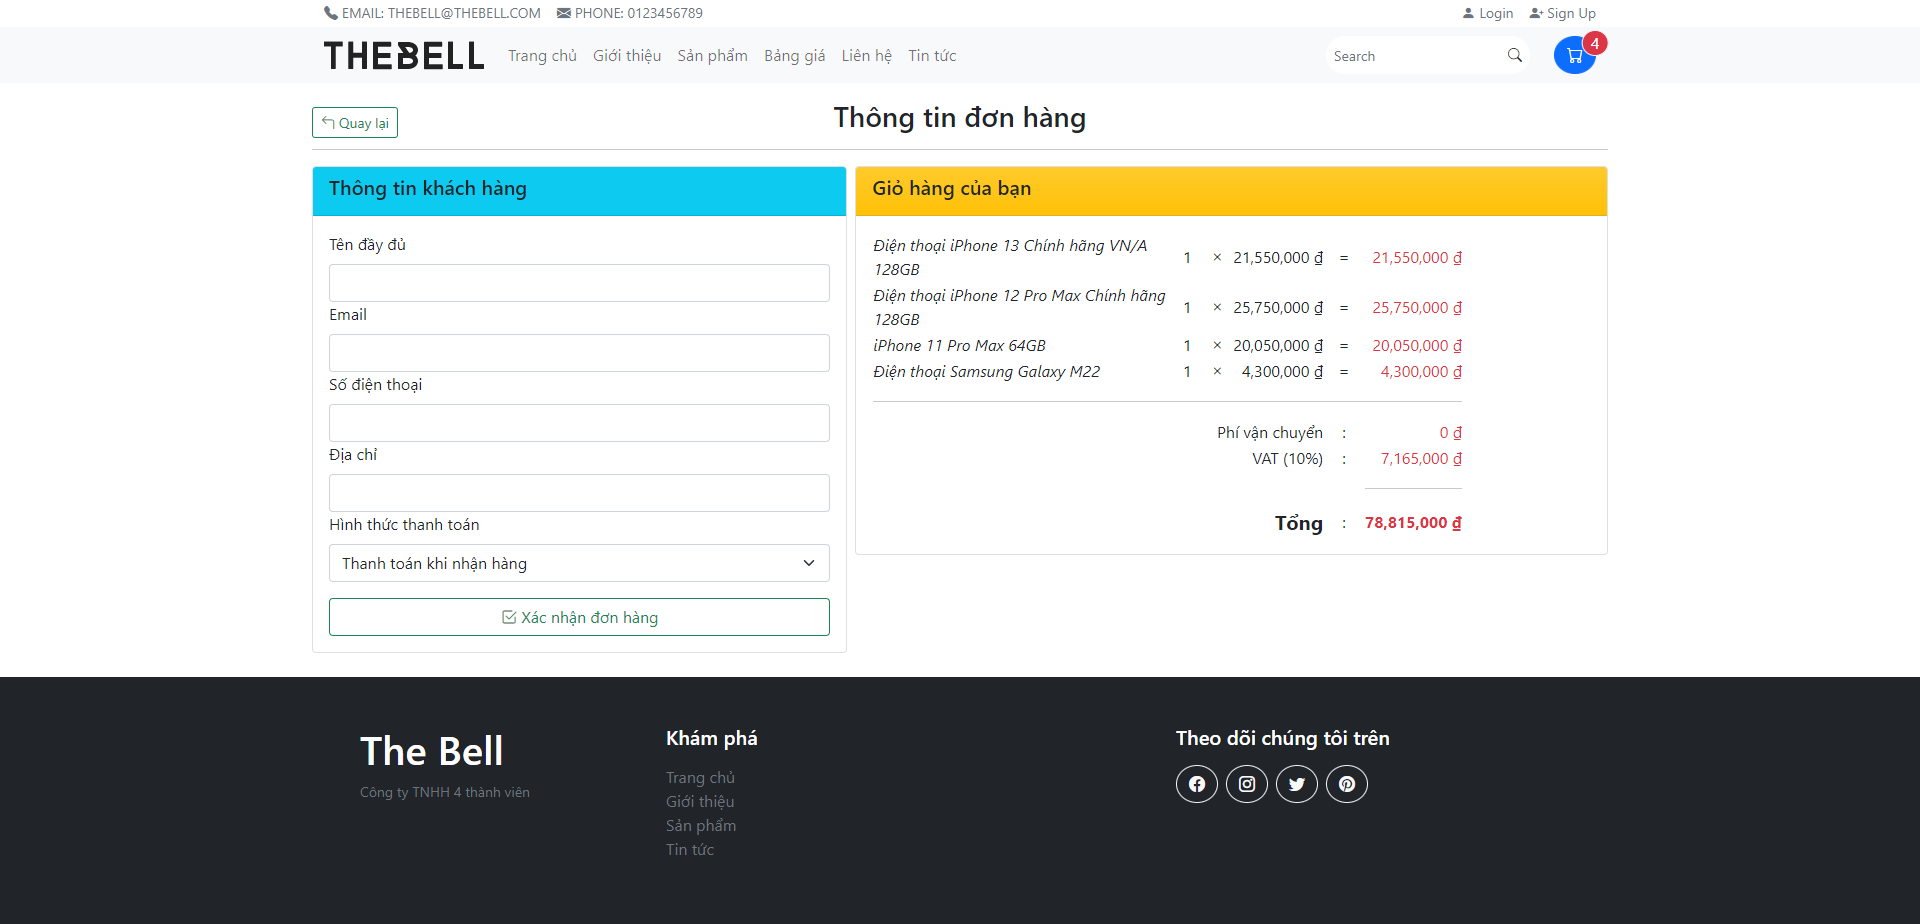 EMAIL: THEBELL@THEBELL.COM PHONE: 0123456789 Login Sign Up
THEBELL Trang chủ Giới thiệu Sản phẩm Bảng giá Liên hệ Tin tức Search 4
Quay lại
Thông tin đơn hàng
Thông tin khách hàng
Tên đầy đủ
Email
Số điện thoại
Địa chỉ
Hình thức thanh toán
Thanh toán khi nhận hàng
Xác nhận đơn hàng
Giỏ hàng của bạn
Điện thoại iPhone 13 Chính hãng VN/A
128GB
1 × 21,550,000 ₫ = 21,550,000 ₫
Điện thoại iPhone 12 Pro Max Chính hãng
128GB
1 × 25,750,000 ₫ = 25,750,000 ₫
iPhone 11 Pro Max 64GB 1 × 20,050,000 ₫ = 20,050,000 ₫
Điện thoại Samsung Galaxy M22 1 × 4,300,000 ₫ = 4,300,000 ₫
Phí vận chuyển : 0 ₫
VAT (10%) : 7,165,000 ₫
Tổng : 78,815,000 ₫
The Bell
Công ty TNHH 4 thành viên
Khám phá
Trang chủ
Giới thiệu
Sản phẩm
Tin tức
Theo dõi chúng tôi trên